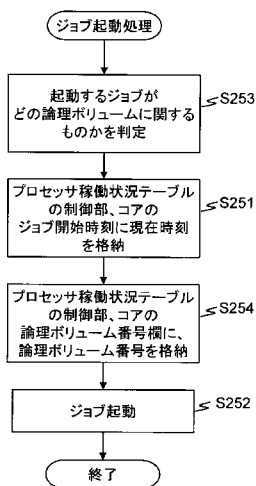 ジョブ起動処理
起動するジョブが
どの論理ボリュームに関する
ものかを判定
S253
プロセッサ稼働状況テーブル
の制御部、コアの
ジョブ開始時刻に現在時刻
を格納
S251
プロセッサ稼働状況テーブル
の制御部、コアの
論理ボリューム番号欄に、
論理ボリューム番号を格納
S254
ジョブ起動
S252
終了